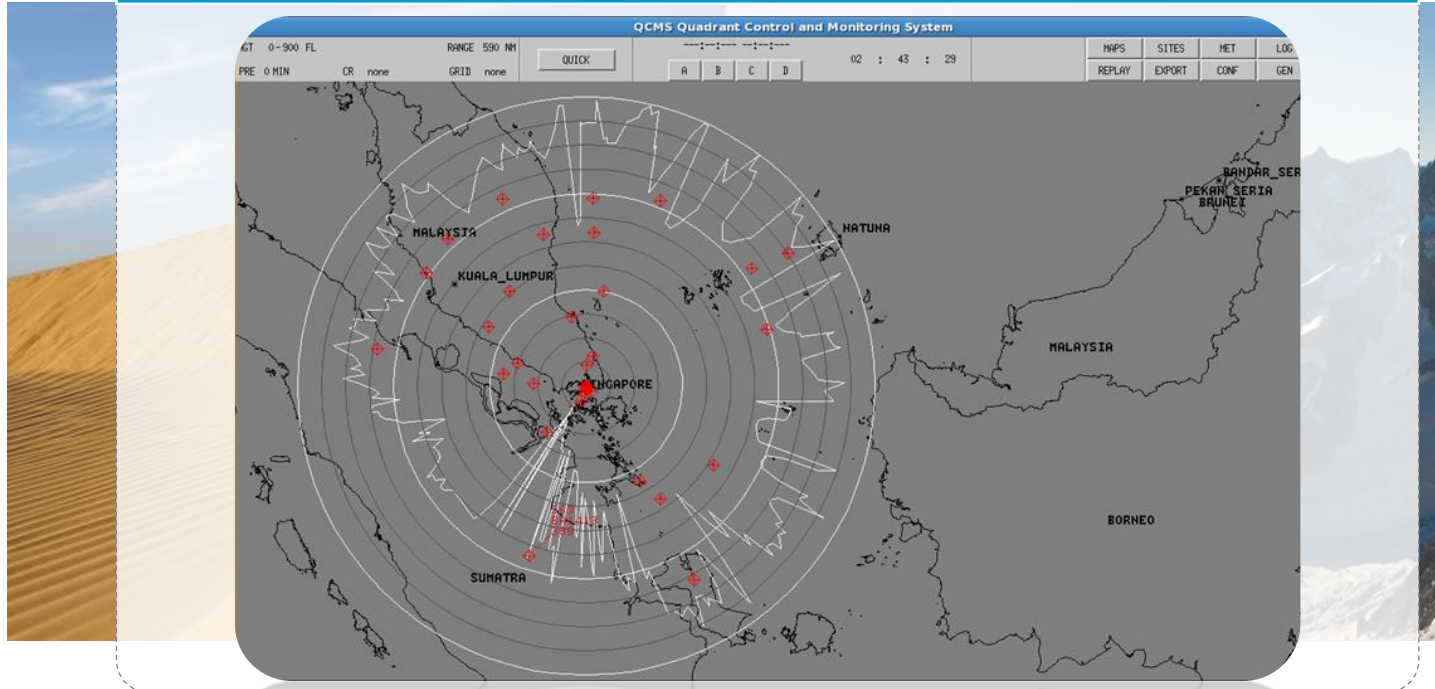 QCMS Quadrant Control and Monitoring System
HGT 0-900 FL RANGE 590 NM
QUICK
---:--:--- --:--:---
02 : 43 : 29
MAPS SITES MET LOG
PRE 0 MIN CR none GRID none
A B C D
REPLAY EXPORT CONF GEN
BANDAR_SER
PEKAN_SERIA
BRUNEI
NATUNA
MALAYSIA
KUALA_LUMPUR
MALAYSIA
INGAPORE
BORNEO
SUMATRA